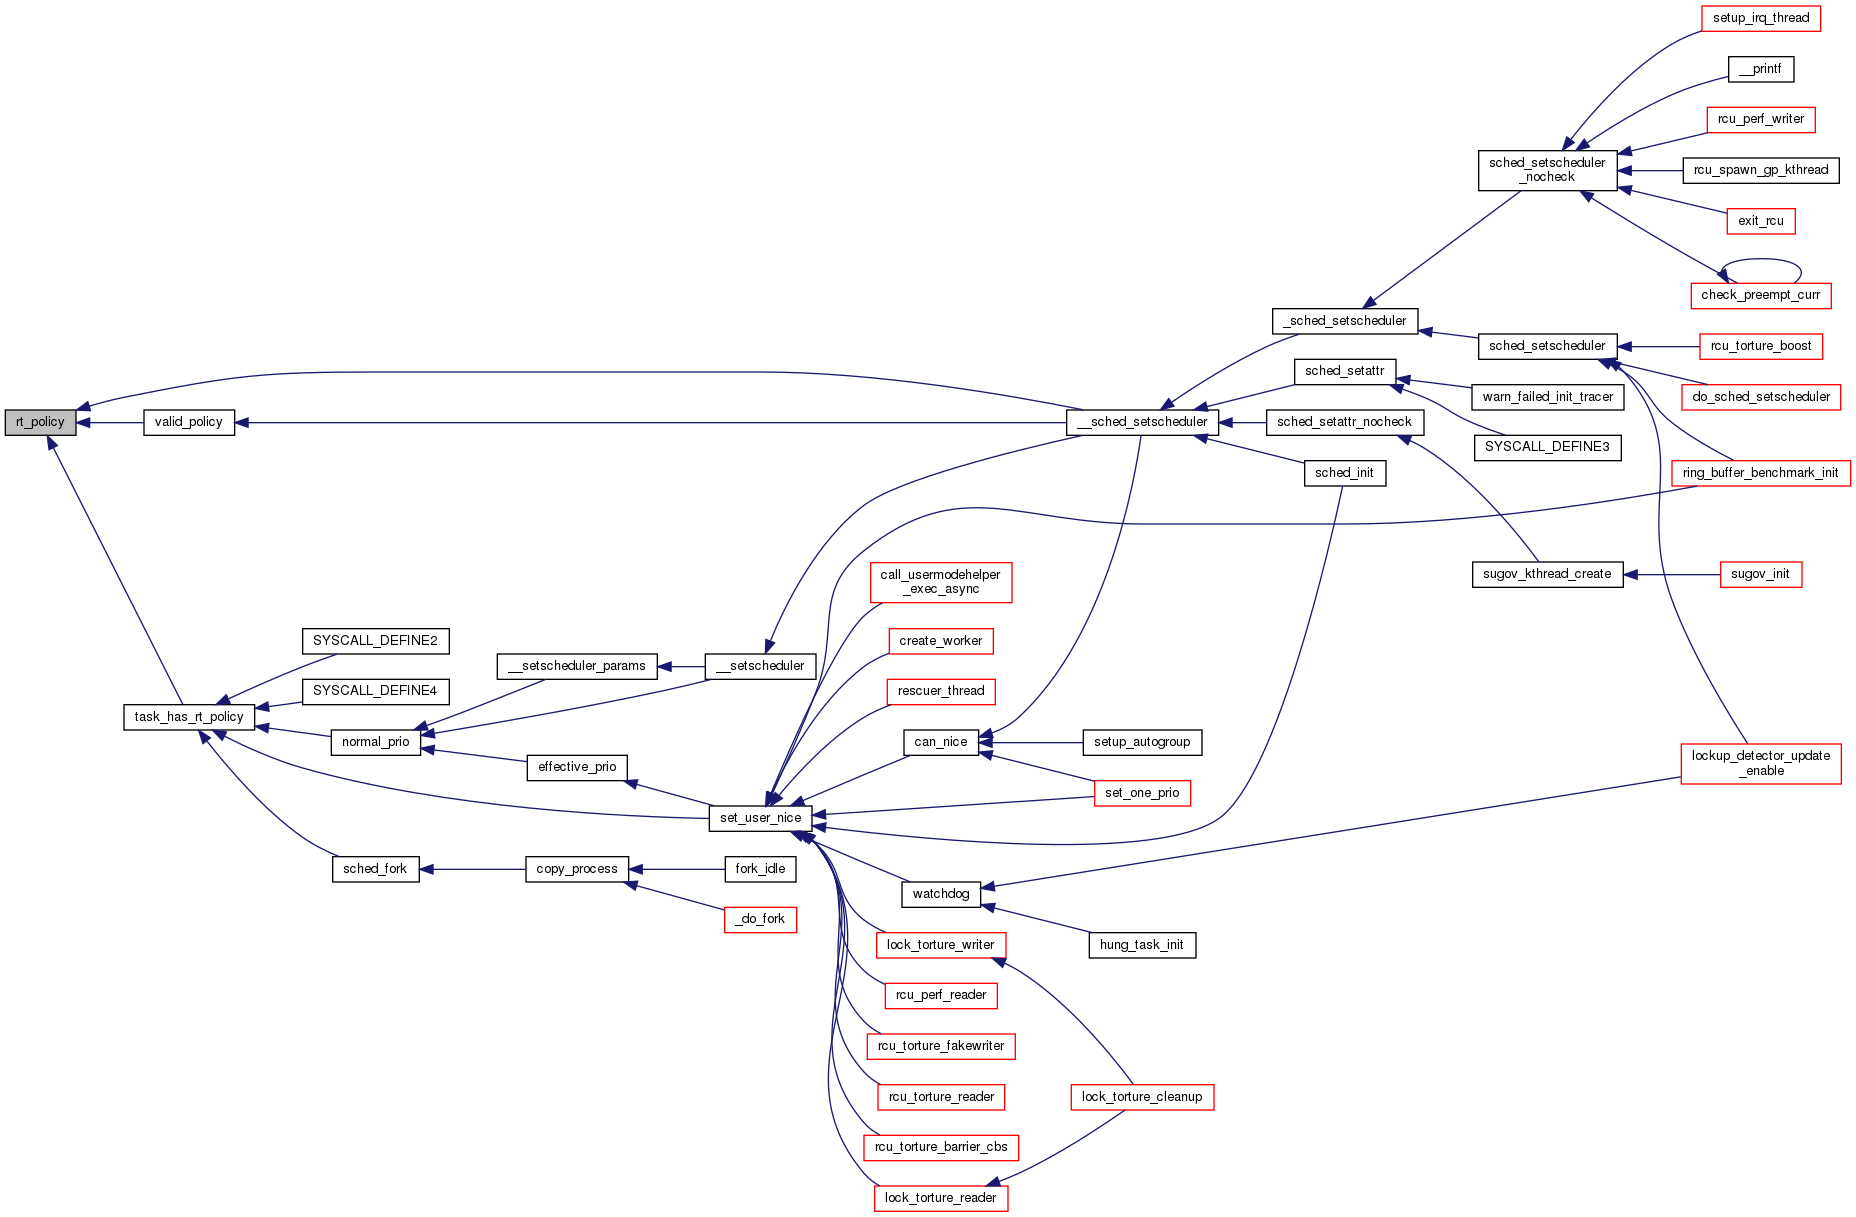 setup_irq_thread
__printf
rcu_perf_writer
sched_setscheduler
_nocheck
rcu_spawn_gp_kthread
exit_rcu
check_preempt_curr
_sched_setscheduler
sched_setscheduler
rcu_torture_boost
sched_setattr
warn_failed_init_tracer
do_sched_setscheduler
rt_policy
valid_policy
__sched_setscheduler
sched_setattr_nocheck
SYSCALL_DEFINE3
sched_init
ring_buffer_benchmark_init
call_usermodehelper
_exec_async
sugov_kthread_create
sugov_init
SYSCALL_DEFINE2
create_worker
__setscheduler_params
__setscheduler
SYSCALL_DEFINE4
rescuer_thread
task_has_rt_policy
normal_prio
can_nice
setup_autogroup
lockup_detector_update
_enable
effective_prio
set_one_prio
set_user_nice
sched_fork
copy_process
fork_idle
watchdog
_do_fork
lock_torture_writer
hung_task_init
rcu_perf_reader
rcu_torture_fakewriter
rcu_torture_reader
lock_torture_cleanup
rcu_torture_barrier_cbs
lock_torture_reader